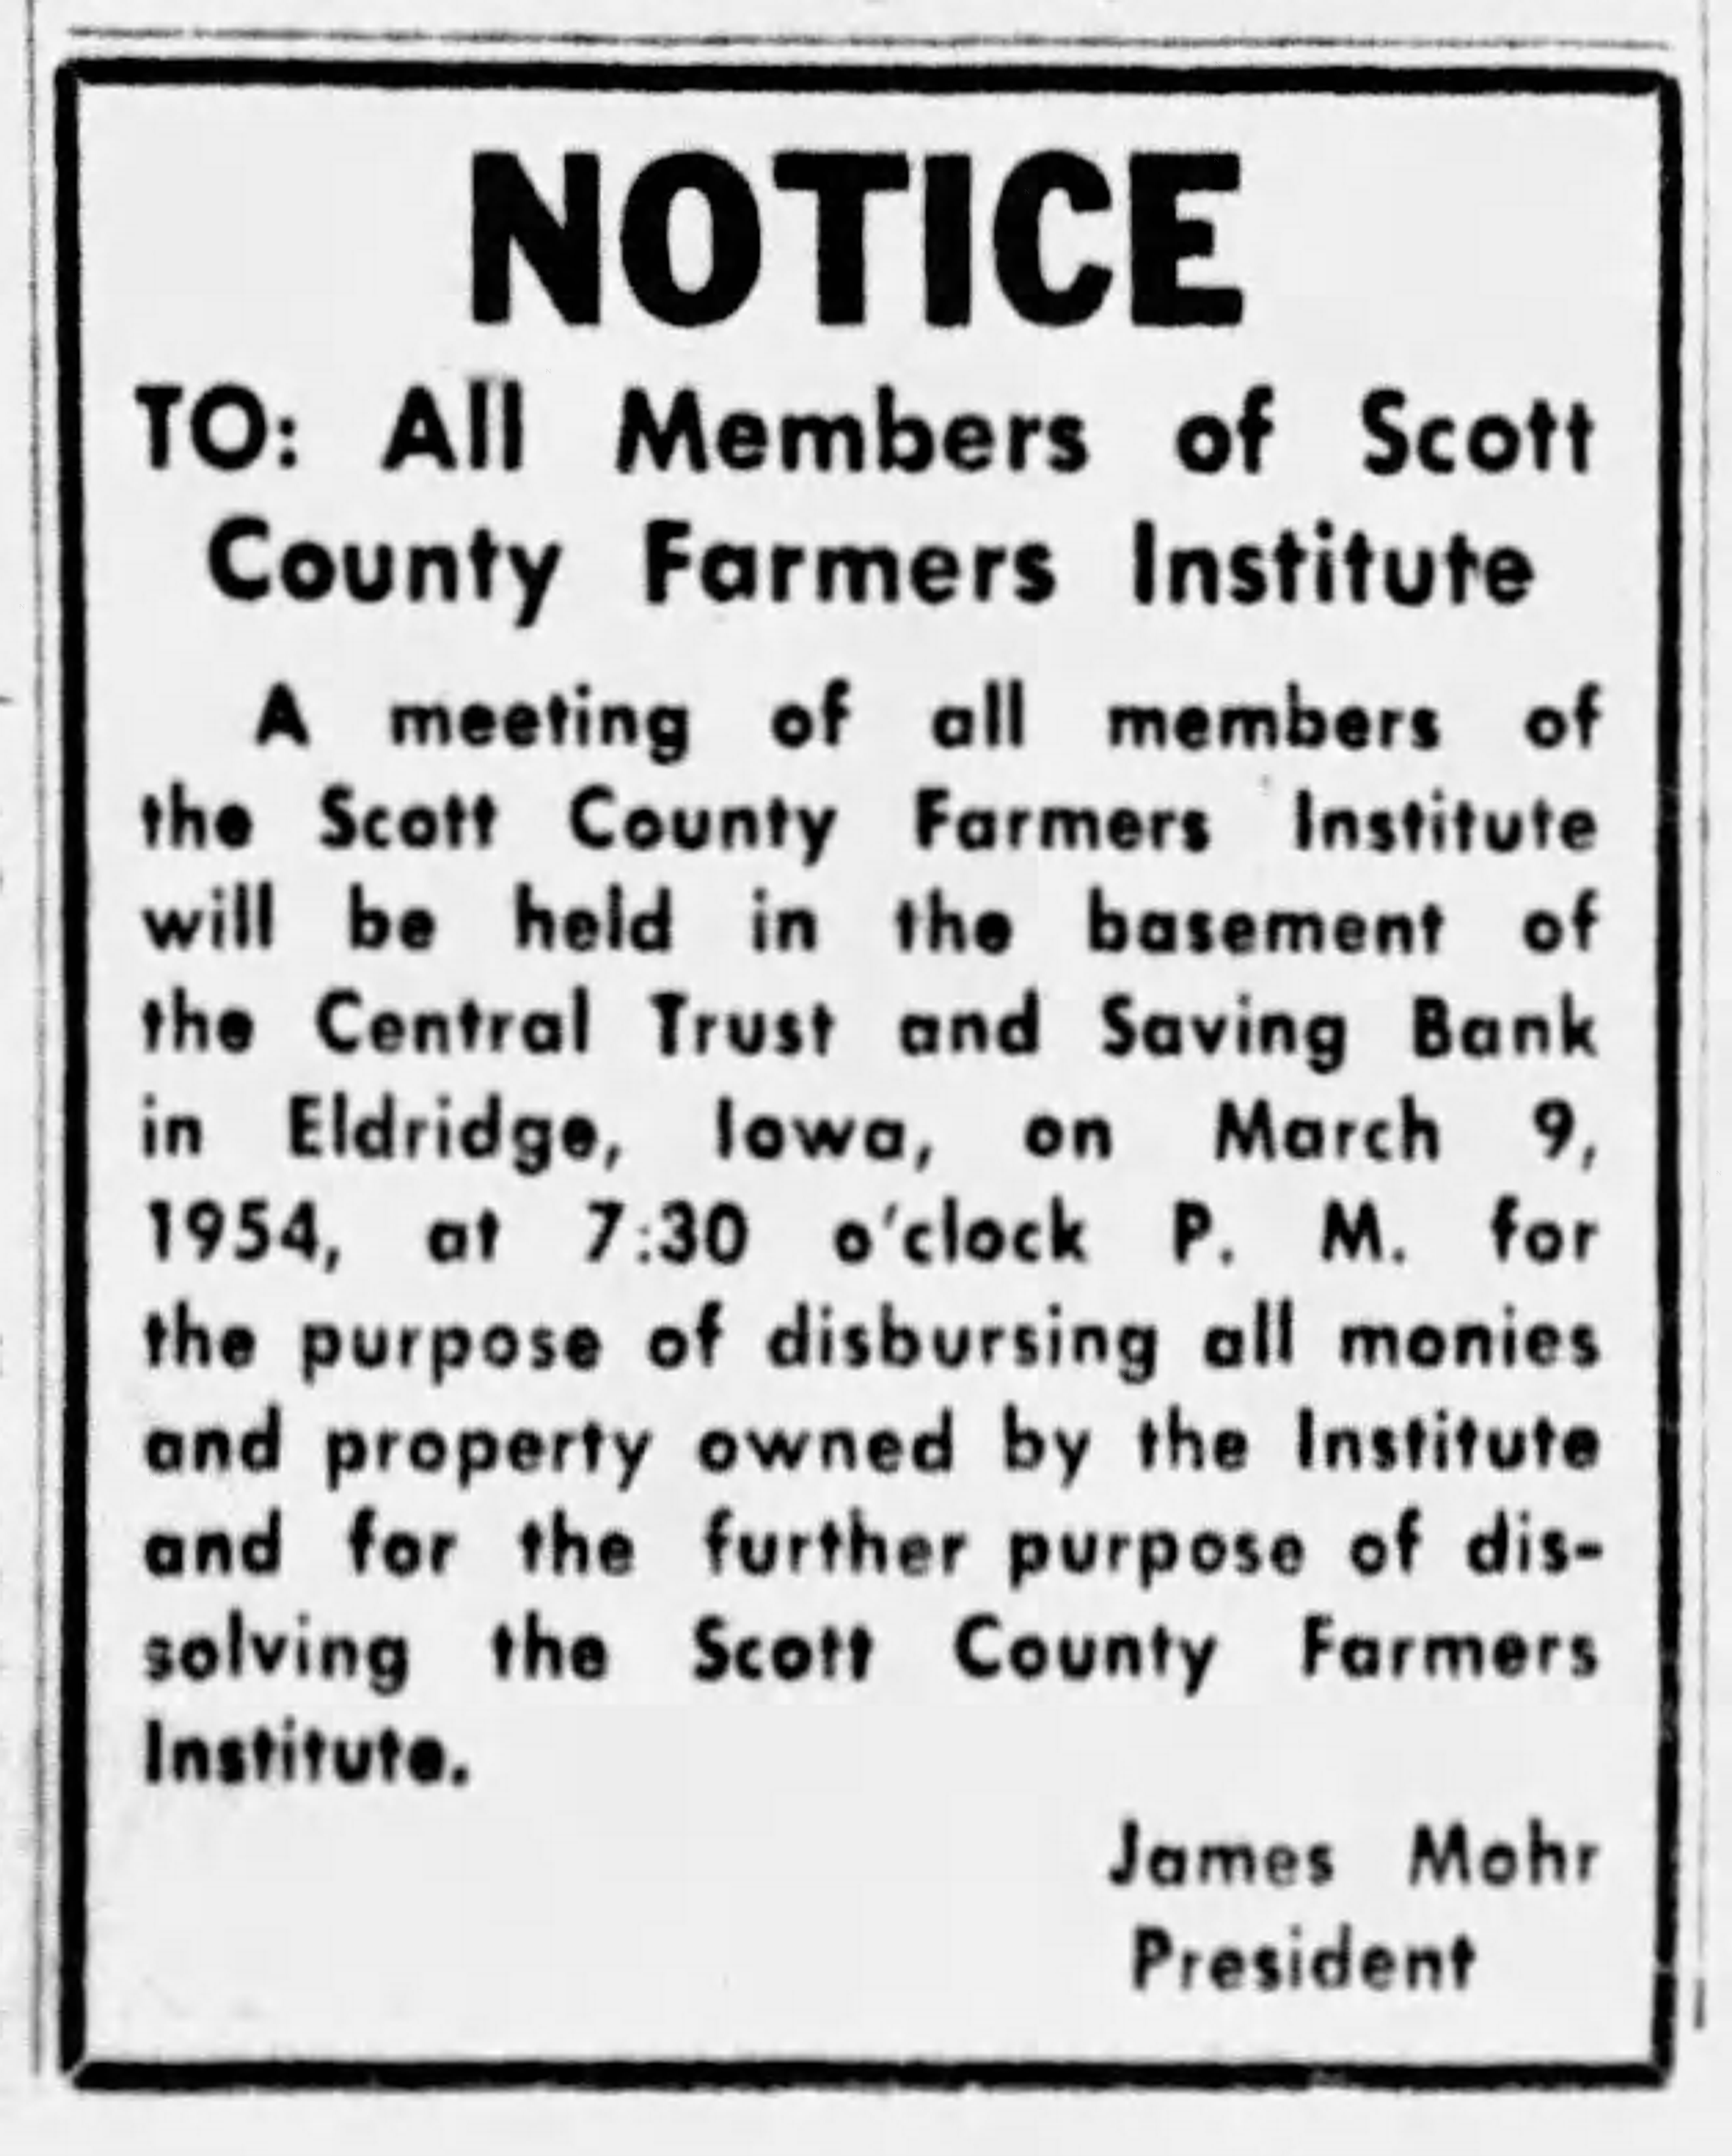 NOTICE
TO: All Members of Scott
County Farmers Institute
A meeting of all members of
the Scott County Farmers Institute
will be held in the basement of
the Central Trust and Saving Bank
in Eldridge, Iowa, on March 9,
1954, at 7:30 o'clock P. M. for
the purpose of disbursing all monies
and property owned by the Institute
and for the further purpose of dis-
solving the Scott County Farmers
Institute.
James Mohr
President